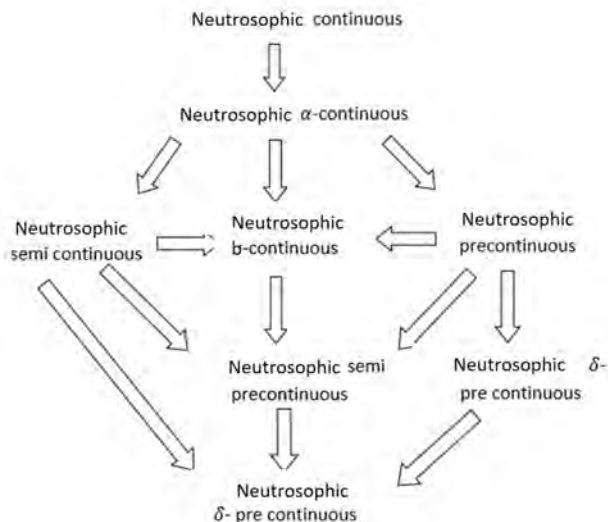 Neutrosophic continuous
Neutrosophic α-continuous
Neutrosophic
semi continuous
Neutrosophic
b-continuous
Neutrosophic
precontinuous
Neutrosophic semi
precontinuous
Neutrosophic δ-
pre continuous
Neutrosophic
δ- pre continuous